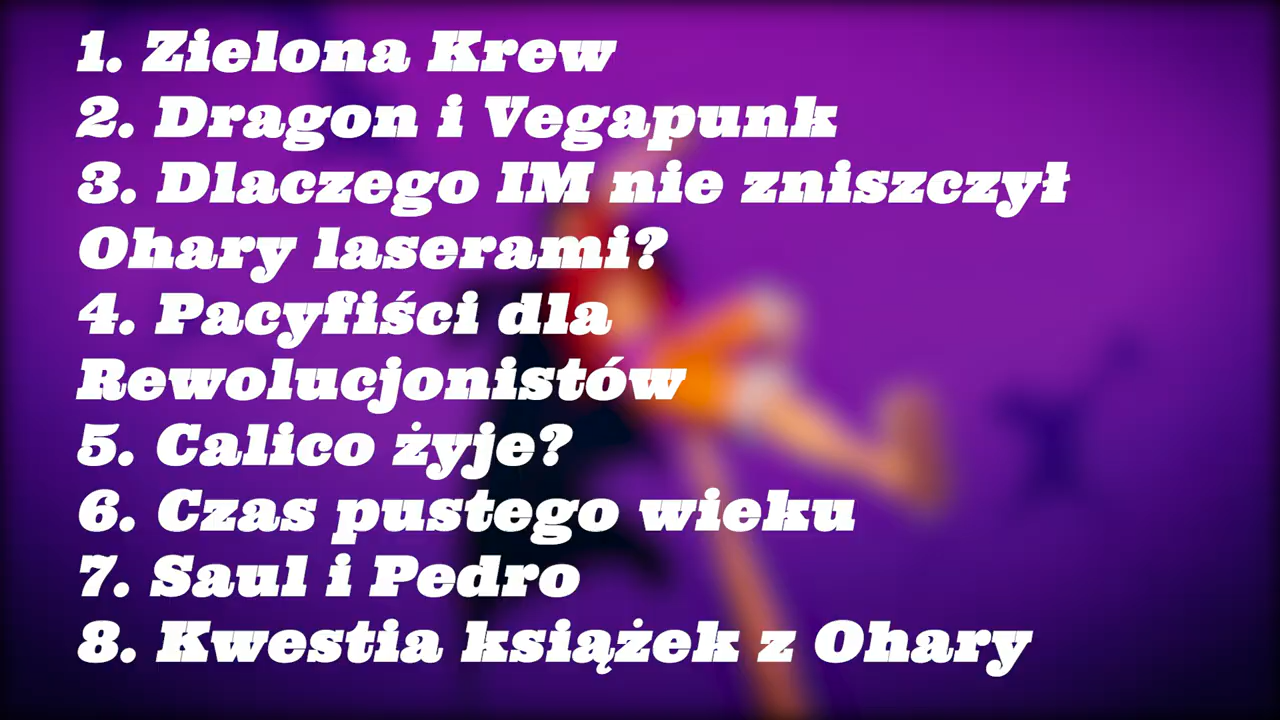 1. Zielona Krew
2. Dragon i Vegapunk
3. Dlaczego IM nie zniszczył
Ohary laserami?
4. Pacyfiści dla
Rewolucjonistów
5. Calico żyje?
6. Czas pustego wieku
7. Saul i Pedro
8. Kwestia książek z Ohary